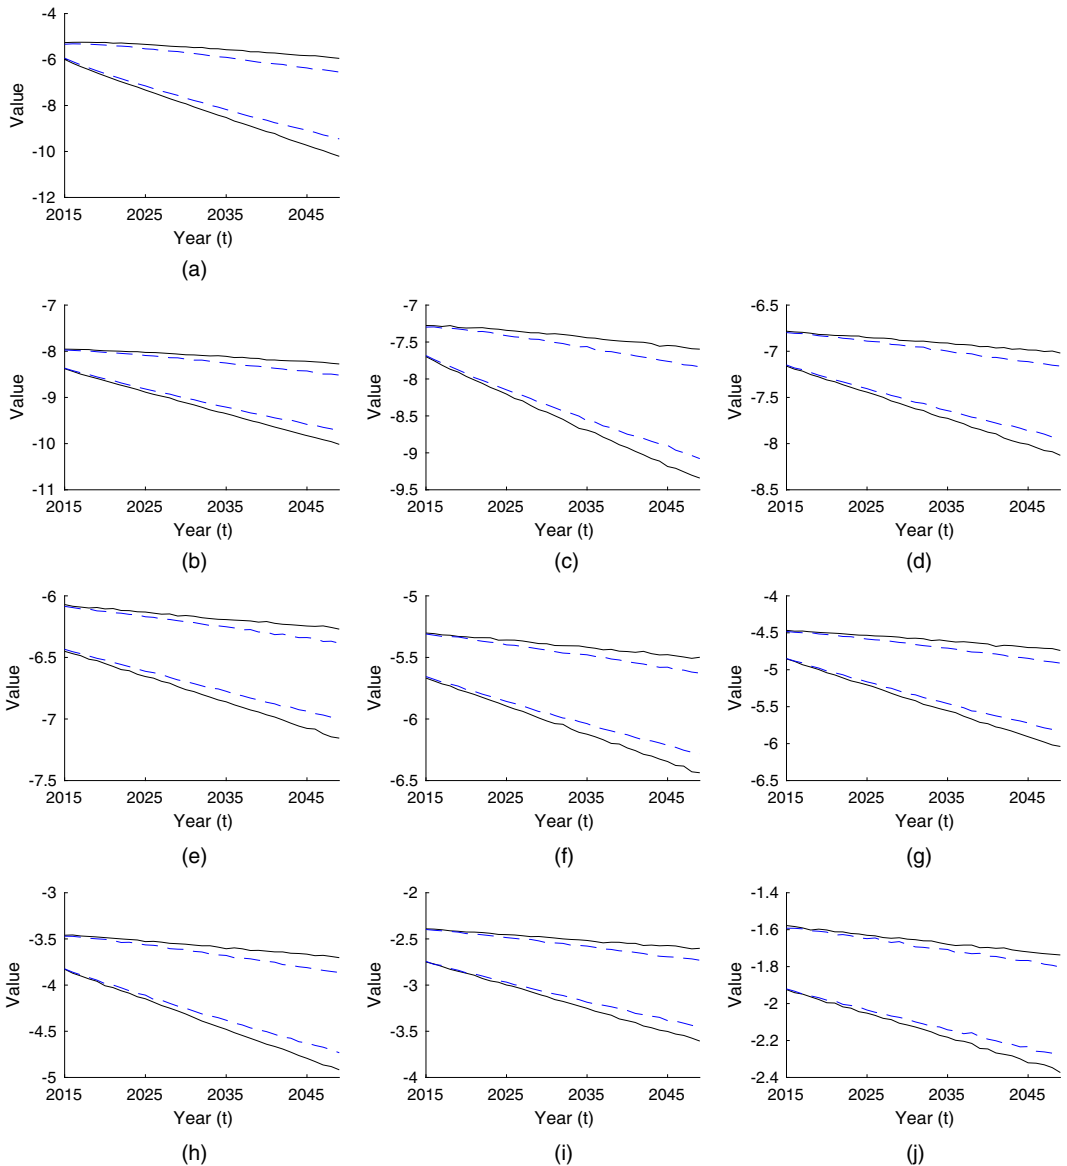 -4
-6
Value
-8
-10
-12
2015 2025 2035 2045
Year (t)
(a)
-7 -7 -6.5
-8 -7.5 -7
Value -9 Value -8 Value -7.5
-8.5
-10 -9 -8
-11 -9.5 -8.5
2015 2025 2035 2045 2015 2025 2035 2045 2015 2025 2035 2045
Year (t) Year (t) Year (t)
(b) (c) (d)
-6 -5 -4
-4.5
-6.5 -5.5 -5
Value Value Value
-7 -6 -5.5
-6
-7.5 -6.5 -6.5
2015 2025 2035 2045 2015 2025 2035 2045 2015 2025 2035 2045
Year (t) Year (t) Year (t)
(e) (f) (g)
-3 -2 -1.4
-3.5 -2.5 -1.6
-1.8
Value -4 Value -3 Value
-2
-4.5 -3.5 -2.2
-5 -4 -2.4
2015 2025 2035 2045 2015 2025 2035 2045 2015 2025 2035 2045
Year (t) Year (t) Year (t)
(h) (i) (j)